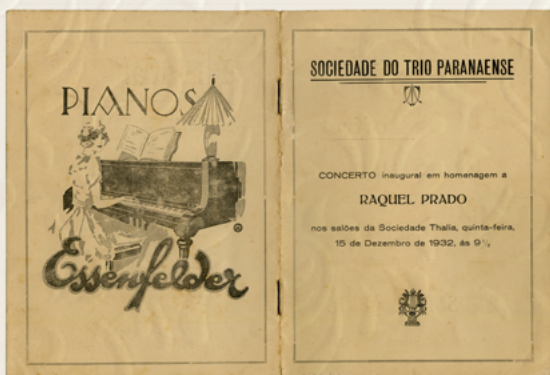 PIANOS
Essenfelder
SOCIEDADE DO TRIO PARANAENSE
CONCERTO inaugural em homenagem a
RAQUEL PRADO
nos salões da Sociedade Thalia, quinta-feira,
15 de Dezembro de 1932, ás 9½